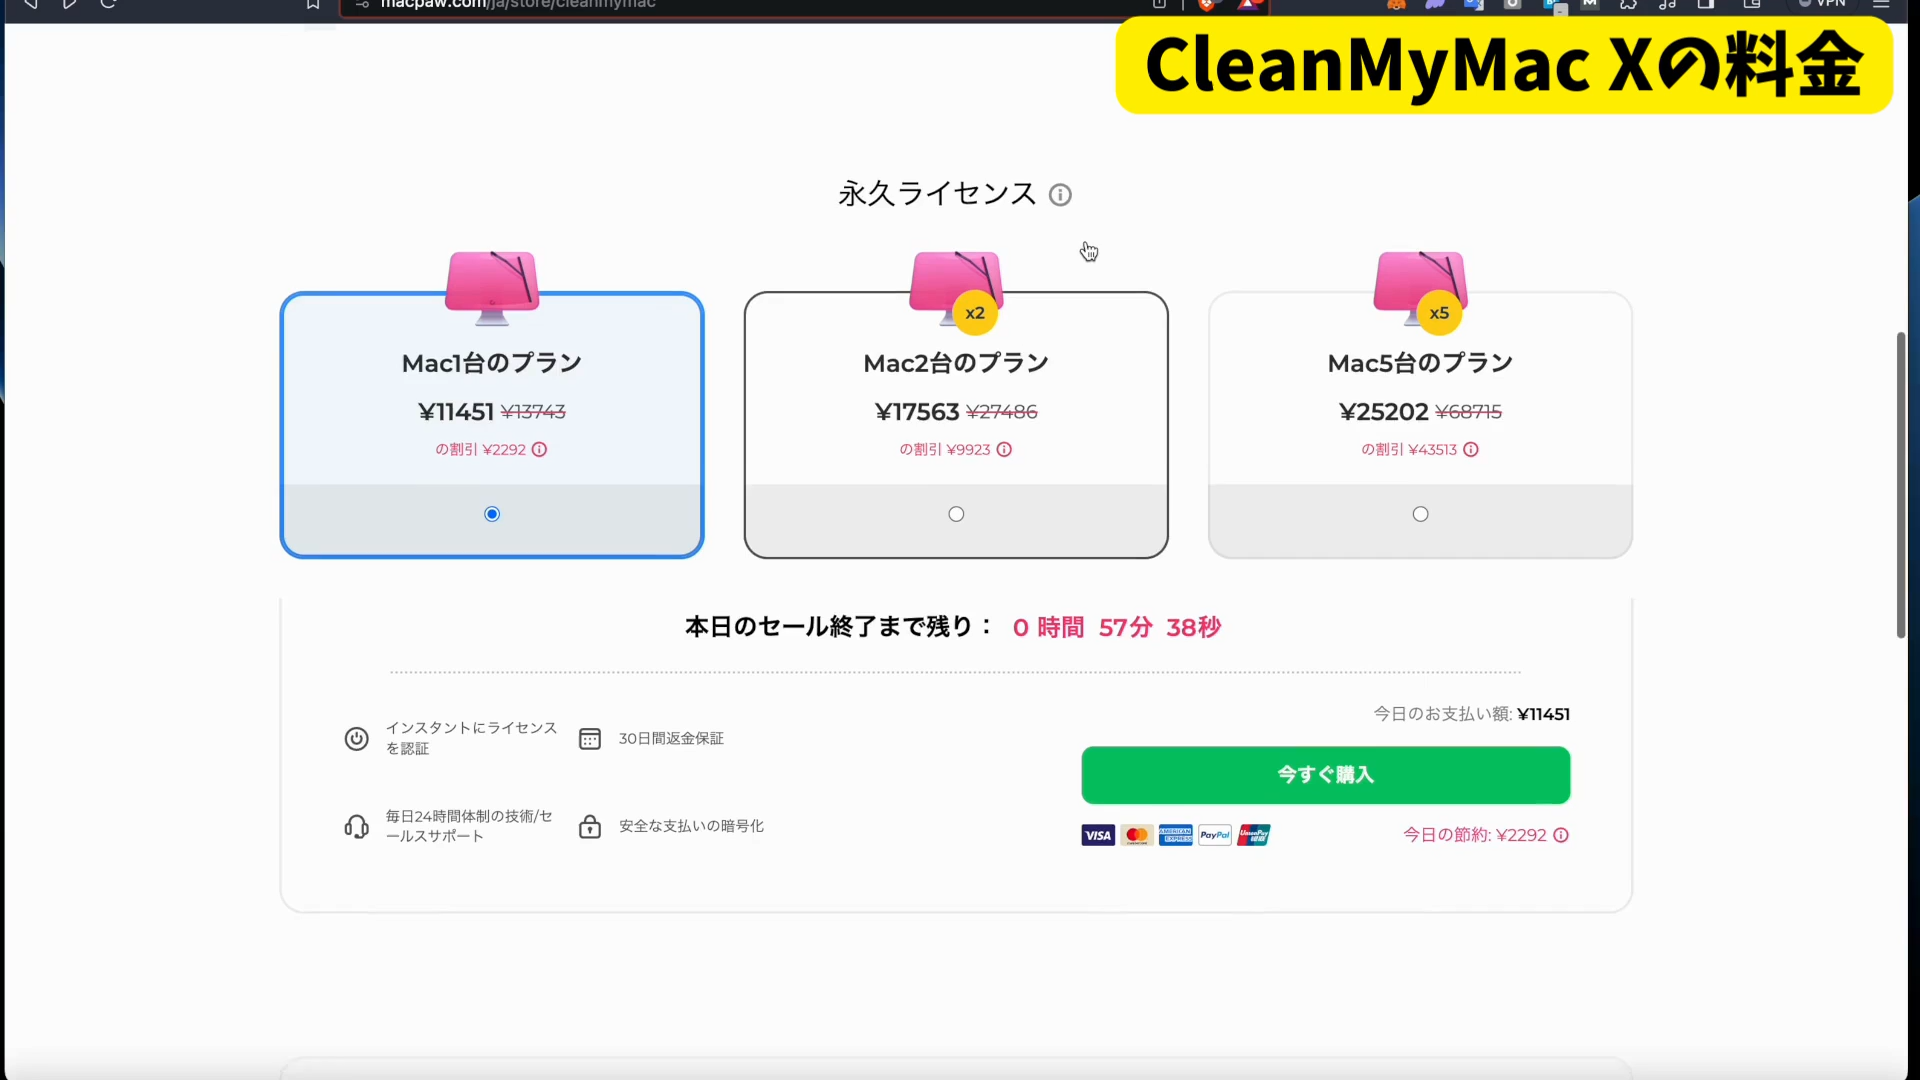 macpaw.com/ja/store/cleanmymac
VPN
CleanMyMac Xの料金
永久ライセンス
x2
x5
Mac1台のプラン
¥11451 ¥13743
の割引 ¥2292
Mac2台のプラン
¥17563 ¥27486
の割引 ¥9923
Mac5台のプラン
¥25202 ¥68715
の割引 ¥43513
本日のセール終了まで残り： 0 時間 57分 38秒
インスタントにライセンス
を認証
30日間返金保証
毎日24時間体制の技術/セ
ールスサポート
安全な支払いの暗号化
今日のお支払い額: ¥11451
今すぐ購入
VISA
AMERICAN EXPRESS
PayPal
UnionPay
今日の節約: ¥2292